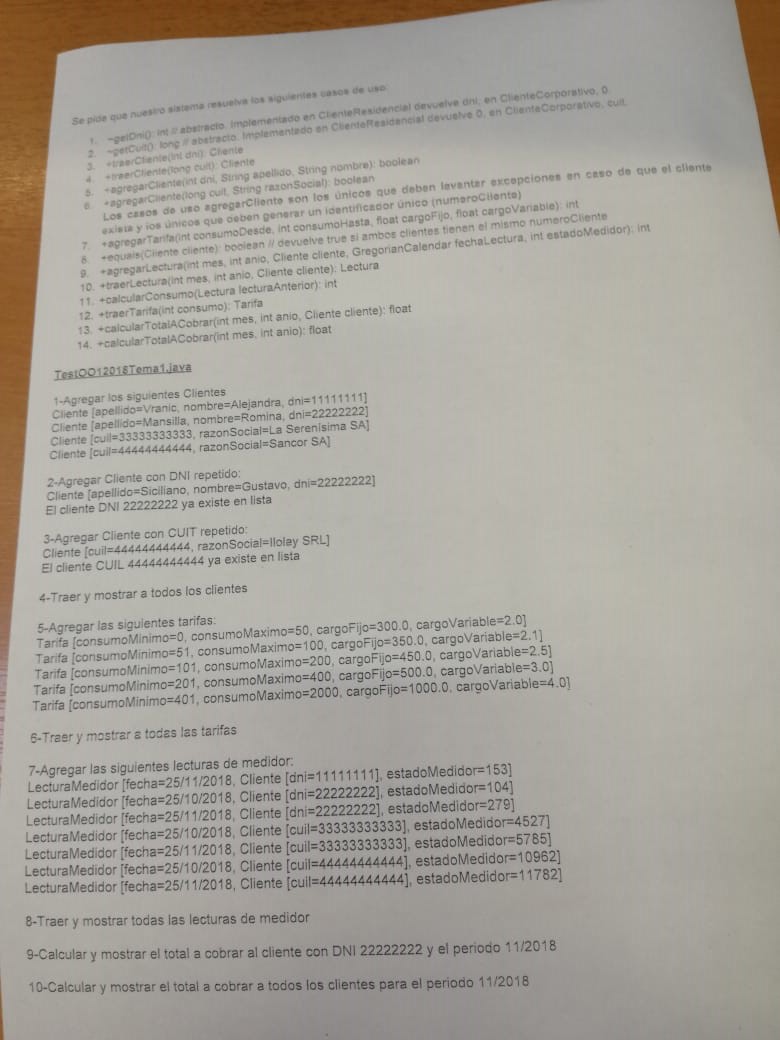 Se pide que nuestro sistema resuelva los siguientes casos de uso:
1. ~getDni(): int // abstracto. Implementado en ClienteResidencial devuelve dni, en ClienteCorporativo, 0.
2. ~getCuit(): long // abstracto. Implementado en ClienteResidencial devuelve 0, en ClienteCorporativo, cuit.
3. +traerCliente(int dni): Cliente
4. +traerCliente(long cuit): Cliente
5. +agregarCliente(int dni, String apellido, String nombre): boolean
6. +agregarCliente(long cuit, String razonSocial): boolean
Los casos de uso agregarCliente son los únicos que deben levantar excepciones en caso de que el cliente
exista y los únicos que deben generar un identificador único (numeroCliente)
7. +agregarTarifa(int consumoDesde, int consumoHasta, float cargoFijo, float cargoVariable): int
8. +equals(Cliente cliente): boolean // devuelve true si ambos clientes tienen el mismo numeroCliente
9. +agregarLectura(int mes, int anio, Cliente cliente, GregorianCalendar fechaLectura, int estadoMedidor): int
10. +traerLectura(int mes, int anio, Cliente cliente): Lectura
11. +calcularConsumo(Lectura lecturaAnterior): int
12. +traerTarifa(int consumo): Tarifa
13. +calcularTotalACobrar(int mes, int anio, Cliente cliente): float
14. +calcularTotalACobrar(int mes, int anio): float
TestOO12018Tema1.java
1-Agregar los siguientes Clientes
Cliente [apellido=Vranic, nombre=Alejandra, dni=11111111]
Cliente [apellido=Mansilla, nombre=Romina, dni=22222222]
Cliente [cuil=33333333333, razonSocial=La Serenísima SA]
Cliente [cuil=44444444444, razonSocial=Sancor SA]
2-Agregar Cliente con DNI repetido:
Cliente [apellido=Siciliano, nombre=Gustavo, dni=22222222]
El cliente DNI 22222222 ya existe en lista
3-Agregar Cliente con CUIT repetido:
Cliente [cuil=44444444444, razonSocial=Ilolay SRL]
El cliente CUIL 44444444444 ya existe en lista
4-Traer y mostrar a todos los clientes
5-Agregar las siguientes tarifas:
Tarifa [consumoMinimo=0, consumoMaximo=50, cargoFijo=300.0, cargoVariable=2.0]
Tarifa [consumoMinimo=51, consumoMaximo=100, cargoFijo=350.0, cargoVariable=2.1]
Tarifa [consumoMinimo=101, consumoMaximo=200, cargoFijo=450.0, cargoVariable=2.5]
Tarifa [consumoMinimo=201, consumoMaximo=400, cargoFijo=500.0, cargoVariable=3.0]
Tarifa [consumoMinimo=401, consumoMaximo=2000, cargoFijo=1000.0, cargoVariable=4.0]
6-Traer y mostrar a todas las tarifas
7-Agregar las siguientes lecturas de medidor:
LecturaMedidor [fecha=25/11/2018, Cliente [dni=11111111], estadoMedidor=153]
LecturaMedidor [fecha=25/10/2018, Cliente [dni=22222222], estadoMedidor=104]
LecturaMedidor [fecha=25/11/2018, Cliente [dni=22222222], estadoMedidor=279]
LecturaMedidor [fecha=25/10/2018, Cliente [cuil=33333333333], estadoMedidor=4527]
LecturaMedidor [fecha=25/11/2018, Cliente [cuil=33333333333], estadoMedidor=5785]
LecturaMedidor [fecha=25/10/2018, Cliente [cuil=44444444444], estadoMedidor=10962]
LecturaMedidor [fecha=25/11/2018, Cliente [cuil=44444444444], estadoMedidor=11782]
8-Traer y mostrar todas las lecturas de medidor
9-Calcular y mostrar el total a cobrar al cliente con DNI 22222222 y el periodo 11/2018
10-Calcular y mostrar el total a cobrar a todos los clientes para el periodo 11/2018